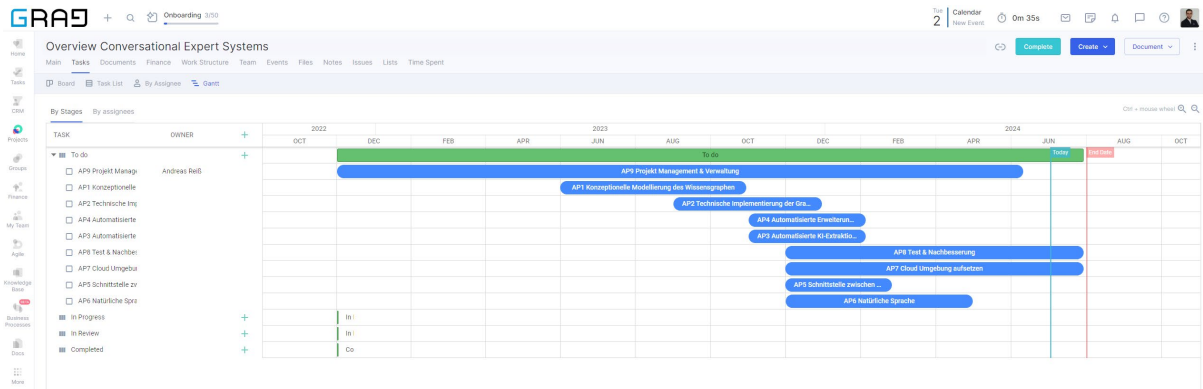 GRAD
Onboarding 3/50
Tue
2
Calendar
New Event
0m 35s
Home
Tasks
CRM
Projects
Groups
Finance
My Team
Agile
Knowledge
Base
BETA
Business
Processes
Docs
More
Overview Conversational Expert Systems
Complete
Create
Document
Main Tasks Documents Finance Work Structure Team Events Files Notes Issues Lists Time Spent
Board Task List By Assignee Gantt
By Stages By assignees
Ctrl + mouse wheel
TASK OWNER
2022 2023 2024
OCT DEC FEB APR JUN AUG OCT DEC FEB APR JUN AUG OCT
Today
End Date
To do
To do
AP9 Projekt Manage Andreas Reiß
AP9 Projekt Management & Verwaltung
AP1 Konzeptionelle
AP1 Konzeptionelle Modellierung des Wissensgraphen
AP2 Technische Imp
AP2 Technische Implementierung der Gra...
AP4 Automatisierte
AP4 Automatisierte Erweiterun...
AP3 Automatisierte
AP3 Automatisierte KI-Extraktio...
AP8 Test & Nachbes
AP8 Test & Nachbesserung
AP7 Cloud Umgebu
AP7 Cloud Umgebung aufsetzen
AP5 Schnittstelle zv
AP5 Schnittstelle zwischen ...
AP6 Natürliche Spra
AP6 Natürliche Sprache
In Progress
In
In Review
In
Completed
Co